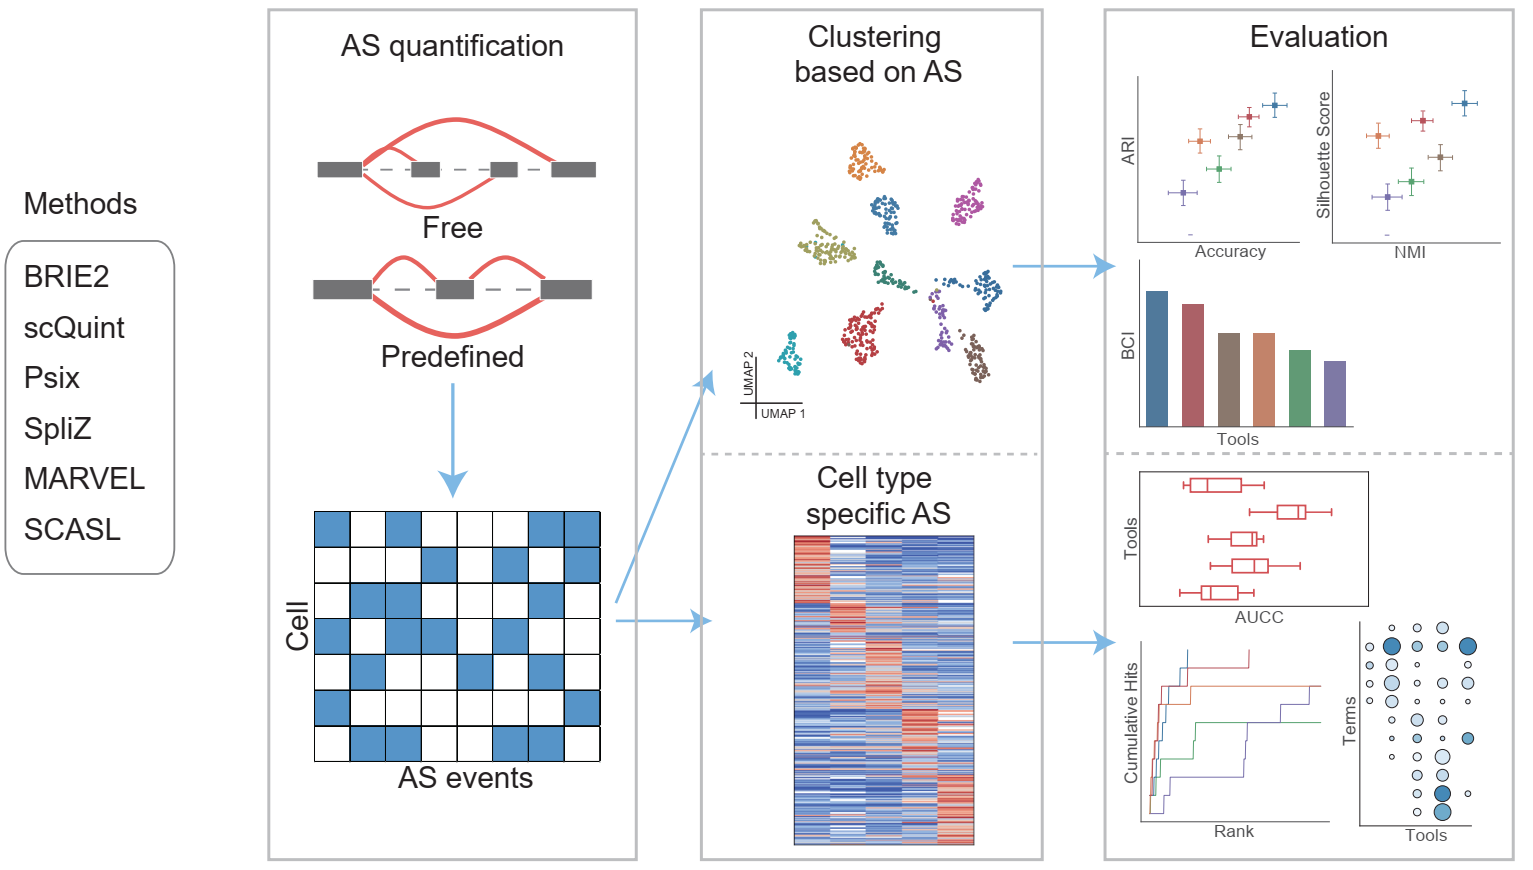 Methods
BRIE2
scQuint
Psix
SpliZ
MARVEL
SCASL
AS quantification
Free
Predefined
Cell
AS events
Clustering
based on AS
UMAP 2
UMAP 1
Cell type
specific AS
Evaluation
ARI
Accuracy
Silhouette Score
NMI
BCI
Tools
Tools
AUCC
Cumulative Hits
Rank
Terms
Tools